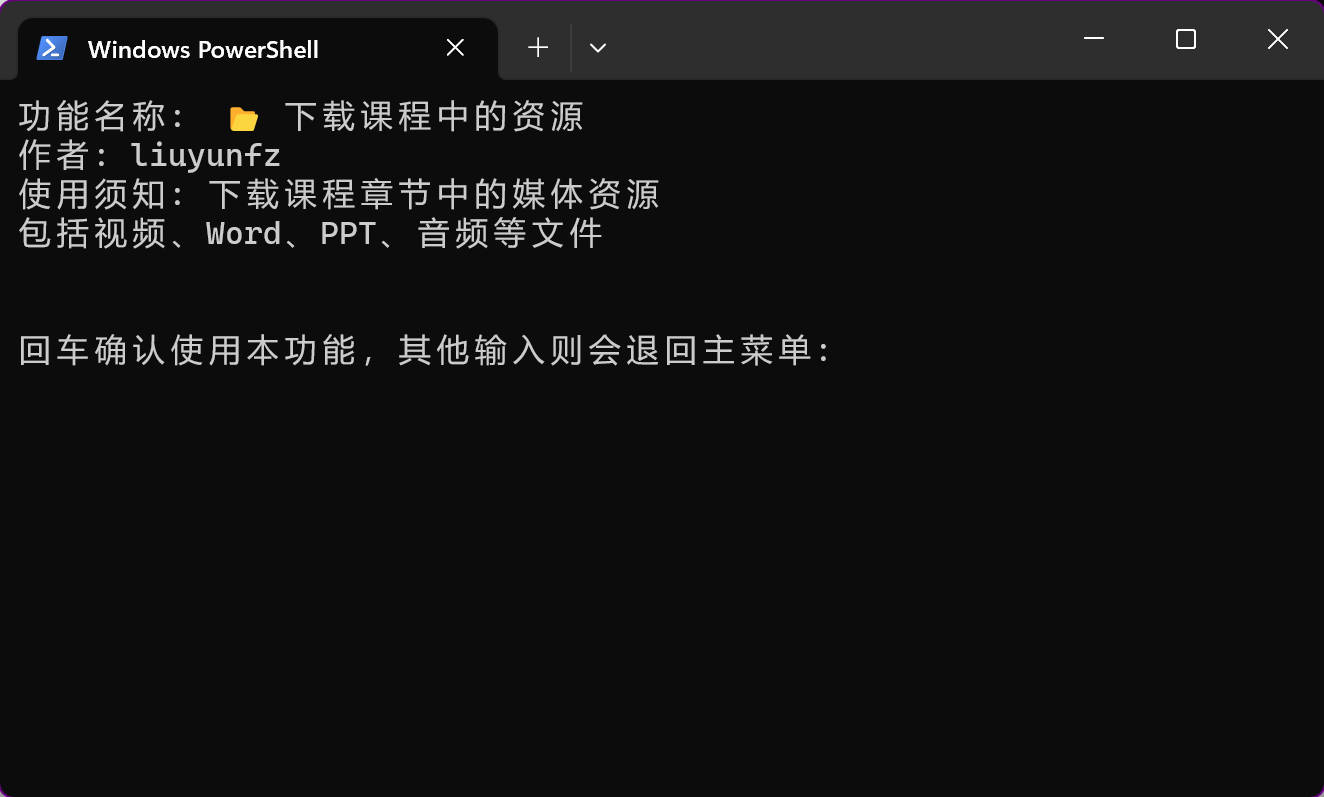 Windows PowerShell
功能名称： 📂 下载课程中的资源
作者：liuyunfz
使用须知：下载课程章节中的媒体资源
包括视频、Word、PPT、音频等文件
回车确认使用本功能，其他输入则会退回主菜单：